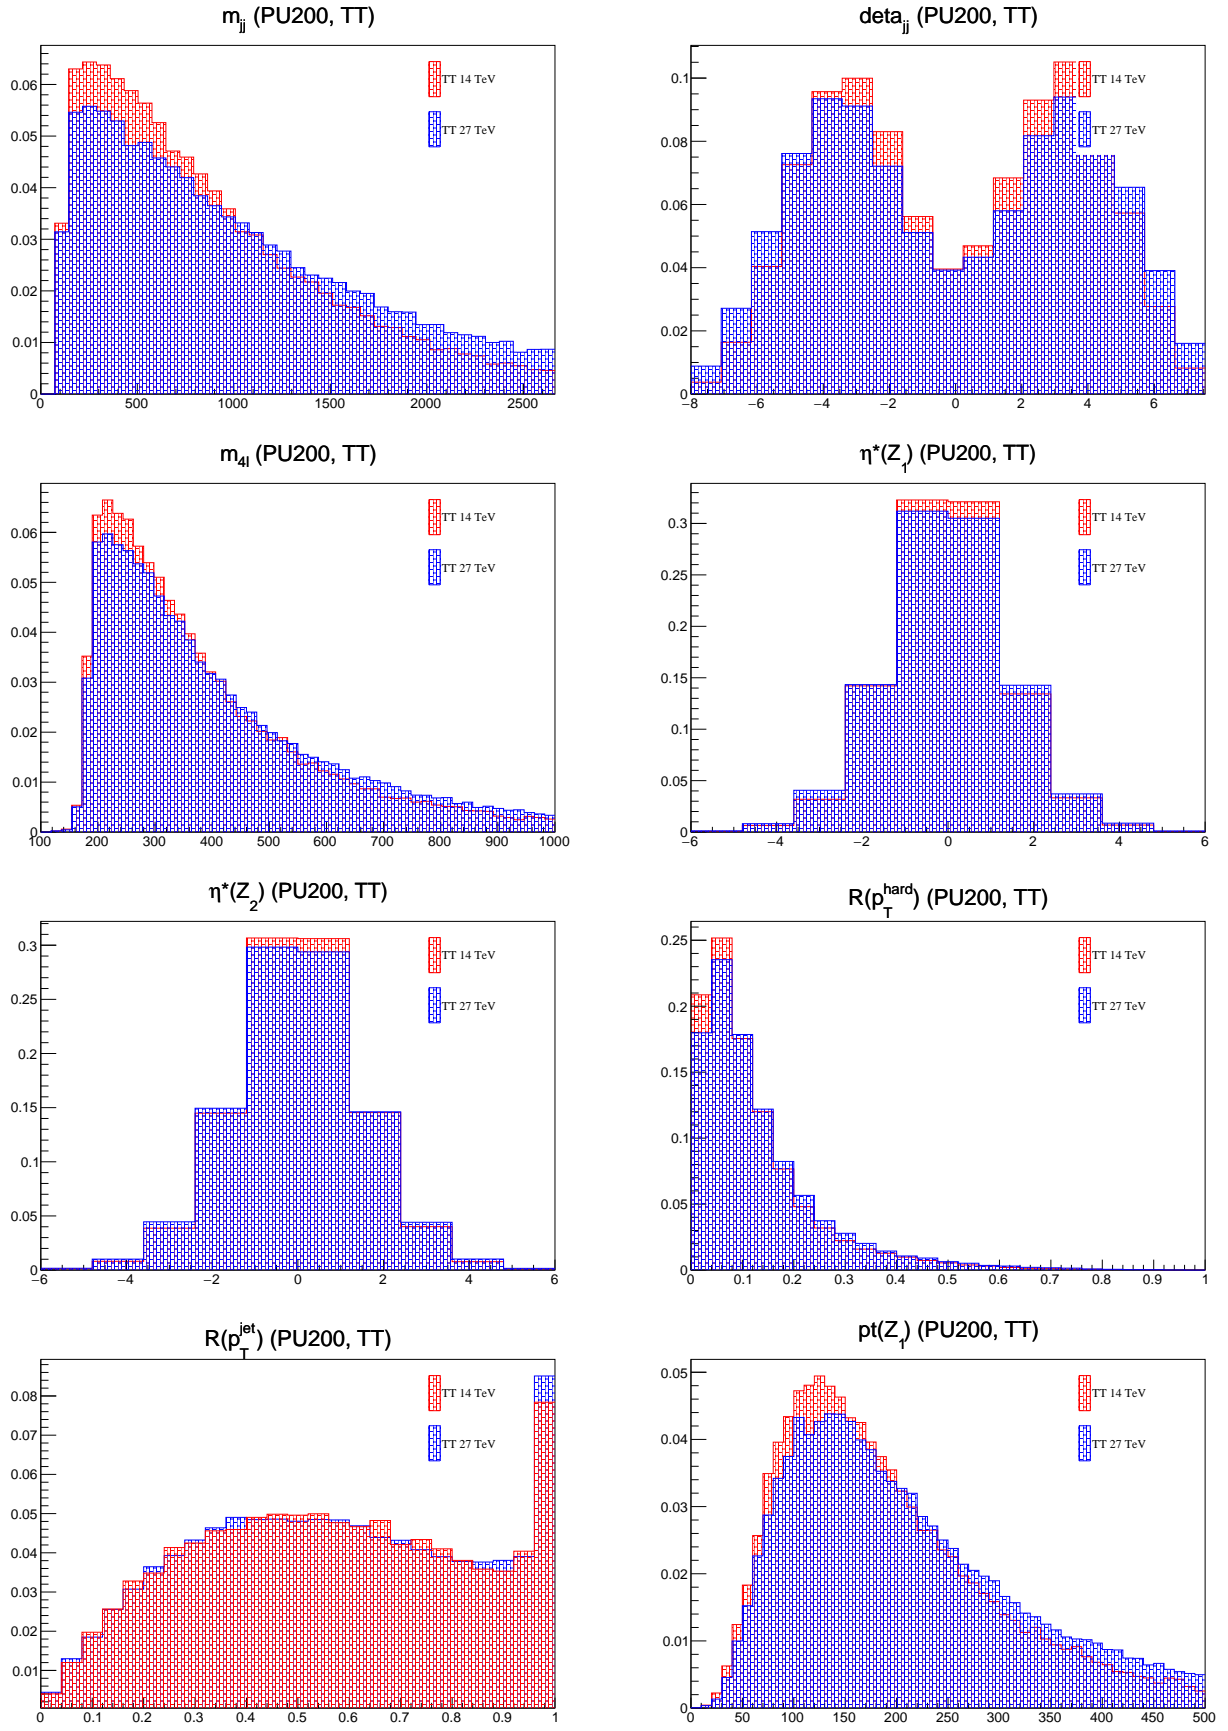 m_jj (PU200, TT)
0.06
0.05
0.04
0.03
0.02
0.01
0
TT 14 TeV
TT 27 TeV
0 500 1000 1500 2000 2500
deta_jj (PU200, TT)
0.1
0.08
0.06
0.04
0.02
0
TT 14 TeV
TT 27 TeV
−8 −6 −4 −2 0 2 4 6
m_4l (PU200, TT)
0.06
0.05
0.04
0.03
0.02
0.01
0
TT 14 TeV
TT 27 TeV
100 200 300 400 500 600 700 800 900 1000
η*(Z_1) (PU200, TT)
0.3
0.25
0.2
0.15
0.1
0.05
0
TT 14 TeV
TT 27 TeV
−6 −4 −2 0 2 4 6
η*(Z_2) (PU200, TT)
0.3
0.25
0.2
0.15
0.1
0.05
0
TT 14 TeV
TT 27 TeV
−6 −4 −2 0 2 4 6
R(p_T^hard) (PU200, TT)
0.25
0.2
0.15
0.1
0.05
0
TT 14 TeV
TT 27 TeV
0 0.1 0.2 0.3 0.4 0.5 0.6 0.7 0.8 0.9 1
R(p_T^jet) (PU200, TT)
0.08
0.07
0.06
0.05
0.04
0.03
0.02
0.01
TT 14 TeV
TT 27 TeV
0 0.1 0.2 0.3 0.4 0.5 0.6 0.7 0.8 0.9 1
pt(Z_1) (PU200, TT)
0.05
0.04
0.03
0.02
0.01
0
TT 14 TeV
TT 27 TeV
0 50 100 150 200 250 300 350 400 450 500